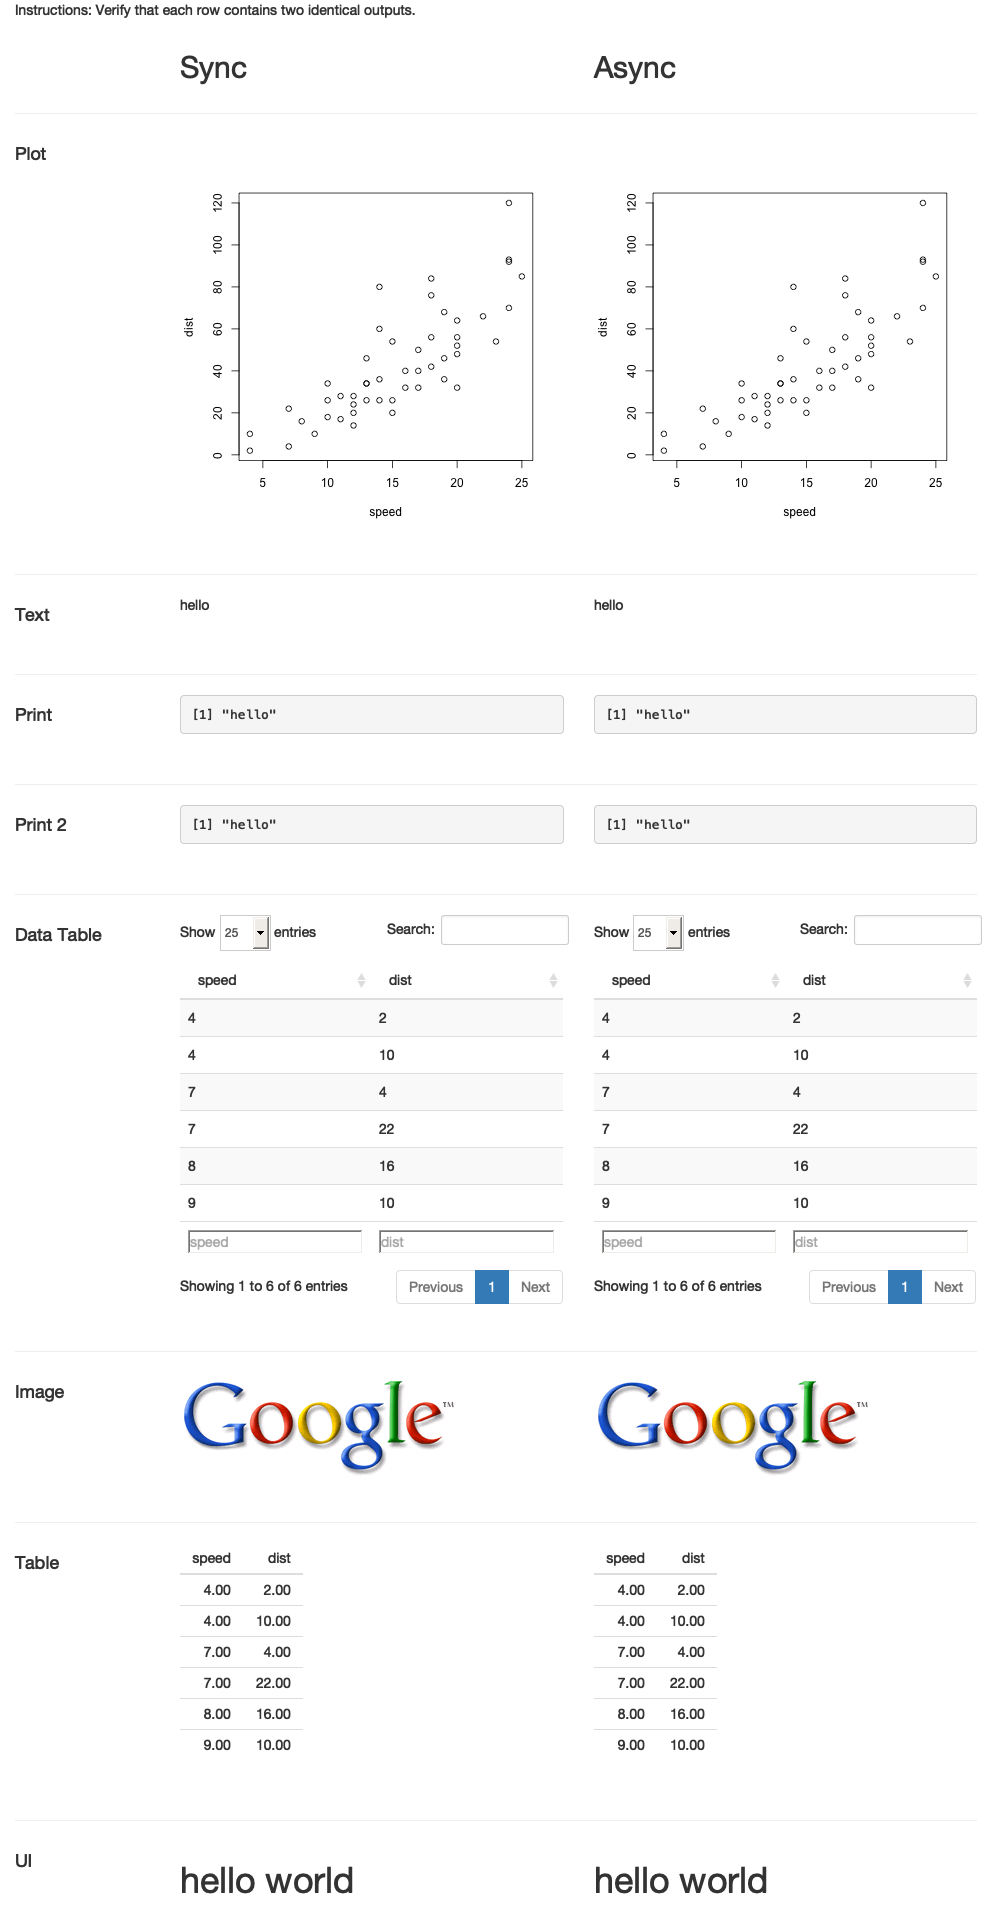 Instructions: Verify that each row contains two identical outputs.
Sync Async
Plot
120 120
100 100
80 80
60 60
40 40
20 20
0 0
dist dist
5 10 15 20 25 5 10 15 20 25
speed speed
Text hello hello
Print [1] "hello" [1] "hello"
Print 2 [1] "hello" [1] "hello"
Data Table Show 25 entries Search: Show 25 entries Search:
speed dist speed dist
4 2 4 2
4 10 4 10
7 4 7 4
7 22 7 22
8 16 8 16
9 10 9 10
speed dist speed dist
Showing 1 to 6 of 6 entries Previous 1 Next Showing 1 to 6 of 6 entries Previous 1 Next
Image Google™ Google™
Table speed dist speed dist
4.00 2.00 4.00 2.00
4.00 10.00 4.00 10.00
7.00 4.00 7.00 4.00
7.00 22.00 7.00 22.00
8.00 16.00 8.00 16.00
9.00 10.00 9.00 10.00
UI hello world hello world